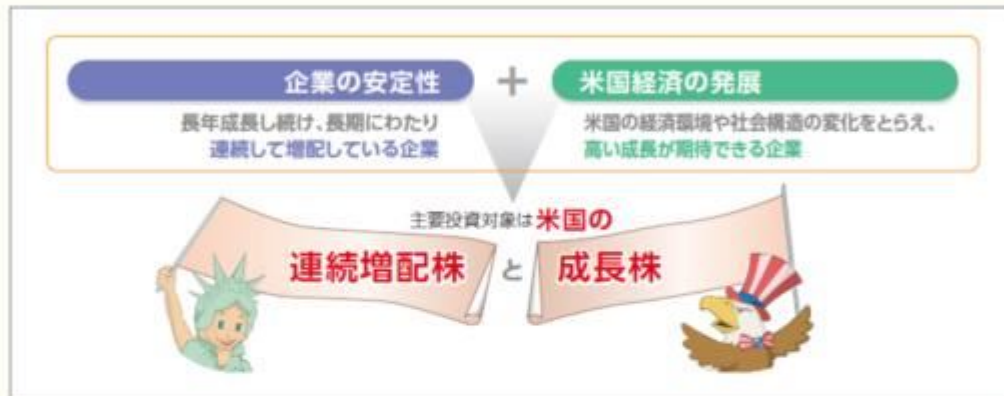 企業の安定性
+
米国経済の発展
長年成長し続け、長期にわたり
連続して増配している企業
米国の経済環境や社会構造の変化をとらえ、
高い成長が期待できる企業
主要投資対象は米国の
連続増配株と成長株